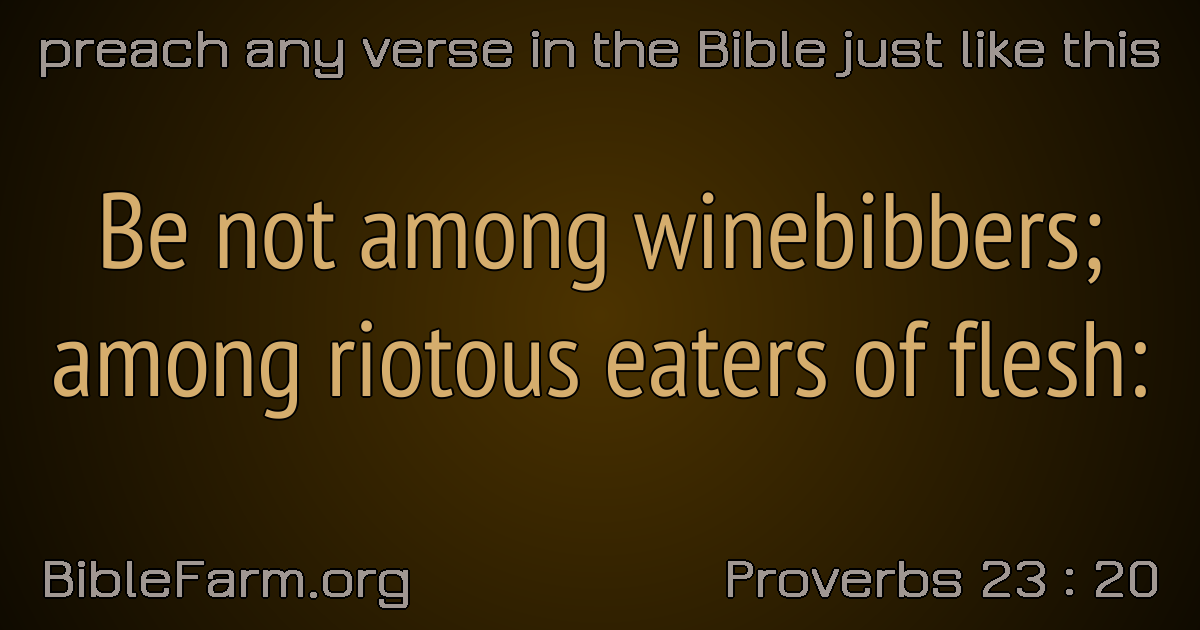 preach any verse in the Bible just like this
Be not among winebibbers;
among riotous eaters of flesh:
BibleFarm.org
Proverbs 23 : 20